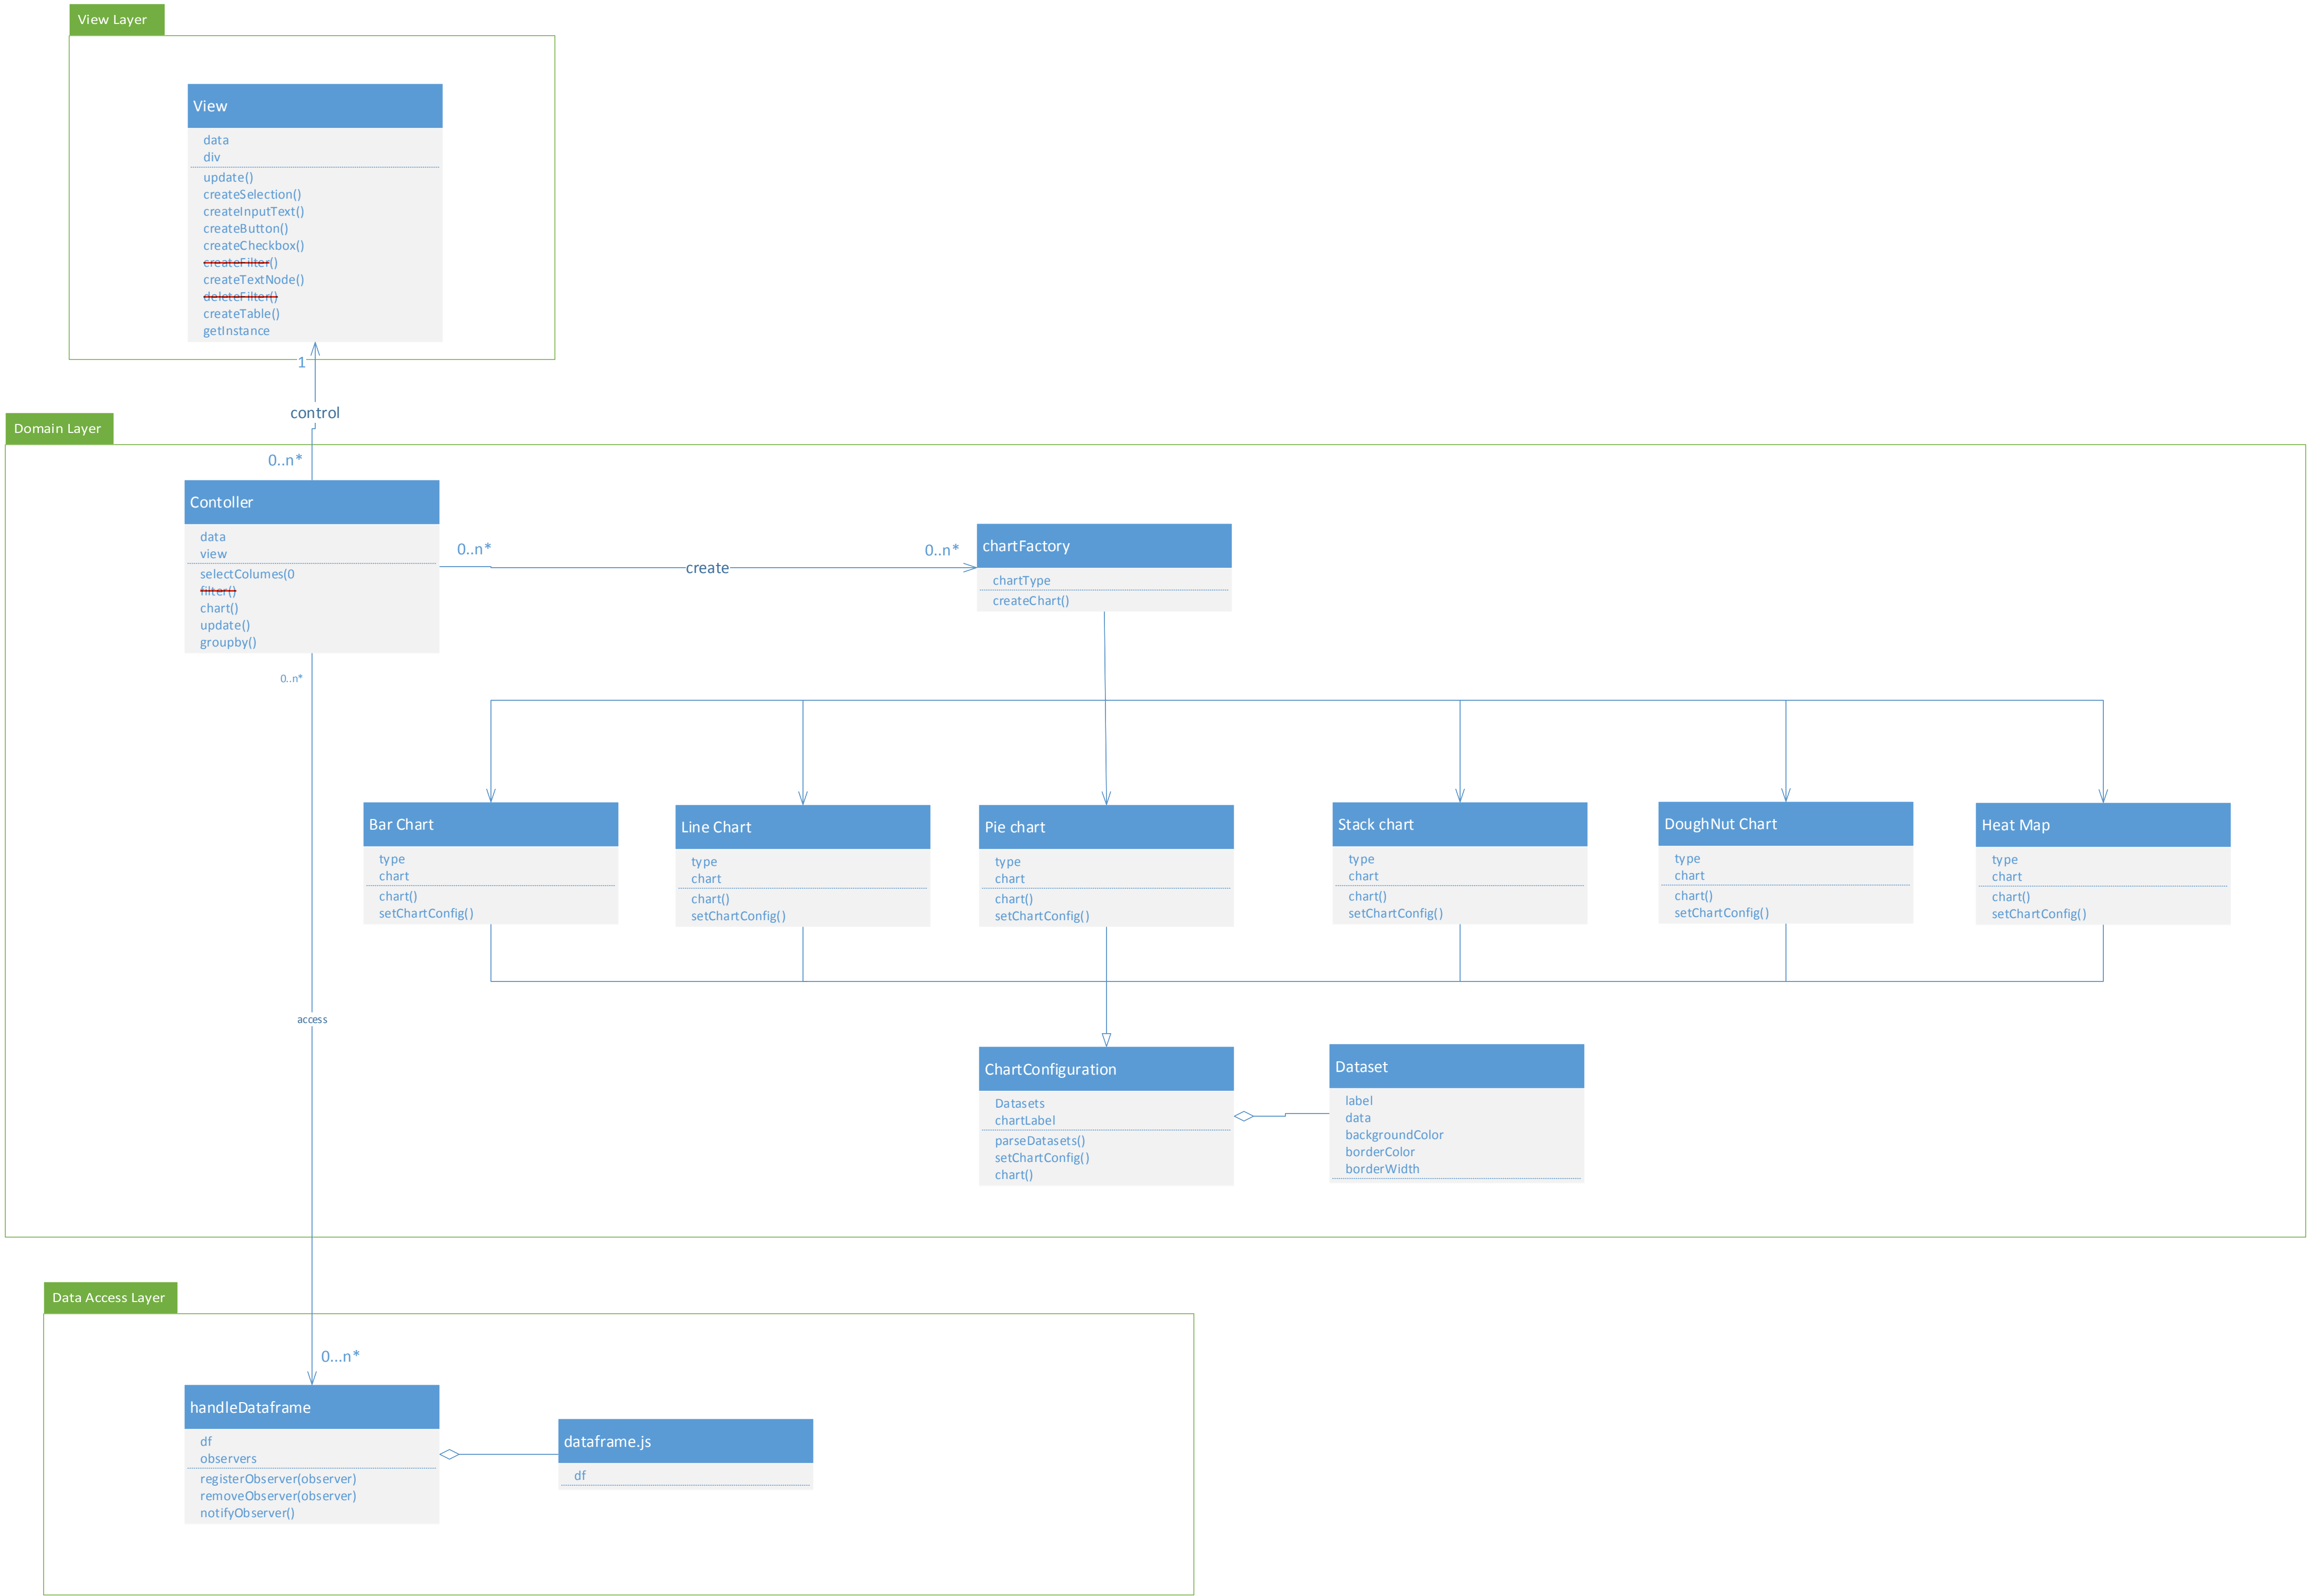 View Layer
View
data
div
update()
createSelection()
createInputText()
createButton()
createCheckbox()
createFilter()
createTextNode()
deleteFilter()
createTable()
getInstance
1
control
Domain Layer
0..n*
Contoller
data
view
selectColumes(0
filter()
chart()
update()
groupby()
0..n*
create
0..n*
chartFactory
chartType
createChart()
0..n*
Bar Chart
type
chart
chart()
setChartConfig()
Line Chart
type
chart
chart()
setChartConfig()
Pie chart
type
chart
chart()
setChartConfig()
Stack chart
type
chart
chart()
setChartConfig()
DoughNut Chart
type
chart
chart()
setChartConfig()
Heat Map
type
chart
chart()
setChartConfig()
access
ChartConfiguration
Datasets
chartLabel
parseDatasets()
setChartConfig()
chart()
Dataset
label
data
backgroundColor
borderColor
borderWidth
Data Access Layer
0...n*
handleDataframe
df
observers
registerObserver(observer)
removeObserver(observer)
notifyObserver()
dataframe.js
df